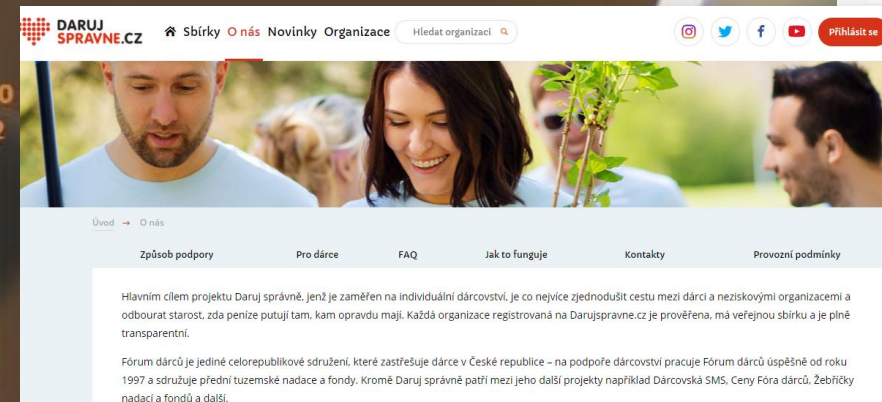 DARUJ
SPRAVNE.CZ
Sbírky O nás Novinky Organizace Hledat organizaci Přihlásit se
Úvod → O nás
Způsob podpory Pro dárce FAQ Jak to funguje Kontakty Provozní podmínky
Hlavním cílem projektu Daruj správně, jenž je zaměřen na individuální dárcovství, je co nejvíce zjednodušit cestu mezi dárci a neziskovými organizacemi a
odbourat starost, zda peníze putují tam, kam opravdu mají. Každá organizace registrovaná na Darujspravne.cz je prověřena, má veřejnou sbírku a je plně
transparentní.
Fórum dárců je jediné celorepublikové sdružení, které zastřešuje dárce v České republice – na podpoře dárcovství pracuje Fórum dárců úspěšně od roku
1997 a sdružuje přední tuzemské nadace a fondy. Kromě Daruj správně patří mezi jeho další projekty například Dárcovská SMS, Ceny Fóra dárců, Žebříčky
nadací a fondů a další.